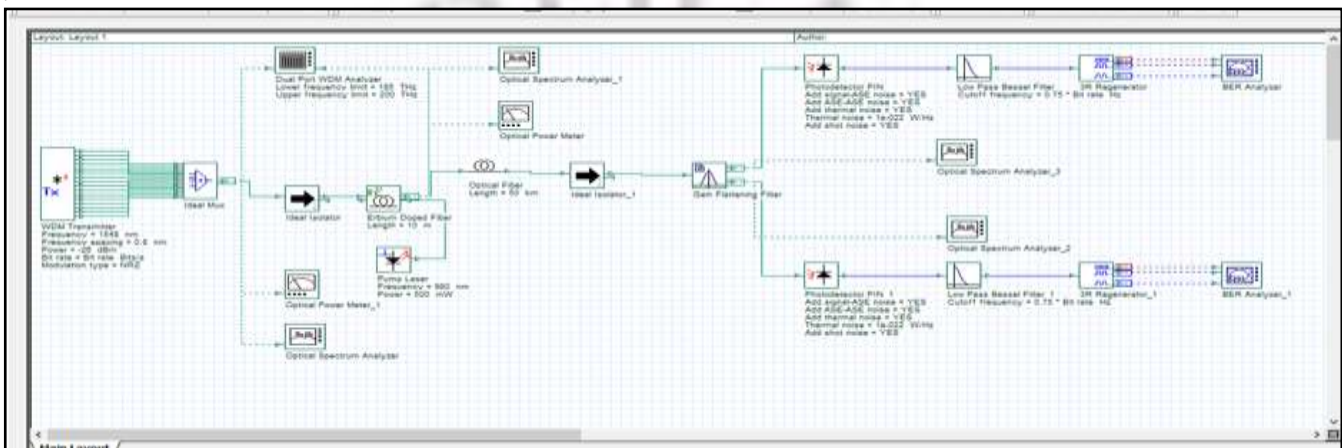 Layout: Layout 1
Author:
Dual Port WDM Analyzer
Lower frequency limit = 185 THz
Upper frequency limit = 200 THz
Optical Spectrum Analyzer_1
Optical Power Meter
Photodetector PIN
Add signal-ASE noise = YES
Add ASE-ASE noise = YES
Add thermal noise = YES
Thermal noise = 1e-022 W/Hz
Add shot noise = YES
Low Pass Bessel Filter
Cutoff frequency = 0.75 * Bit rate Hz
3R Regenerator
BER Analyzer
Tx
WDM Transmitter
Frequency = 1545 nm
Frequency spacing = 0.8 nm
Power = -26 dBm
Bit rate = Bit rate Bits/s
Modulation type = NRZ
Ideal Mux
Ideal Isolator
Erbium Doped Fiber
Length = 10 m
Optical Fiber
Length = 50 km
Ideal Isolator_1
Gain Flattening Filter
Optical Spectrum Analyzer_3
Optical Spectrum Analyzer_2
Pump Laser
Frequency = 980 nm
Power = 500 mW
Optical Power Meter_1
Optical Spectrum Analyzer
Photodetector PIN_1
Add signal-ASE noise = YES
Add ASE-ASE noise = YES
Add thermal noise = YES
Thermal noise = 1e-022 W/Hz
Add shot noise = YES
Low Pass Bessel Filter_1
Cutoff frequency = 0.75 * Bit rate Hz
3R Regenerator_1
BER Analyzer_1
Main Layout